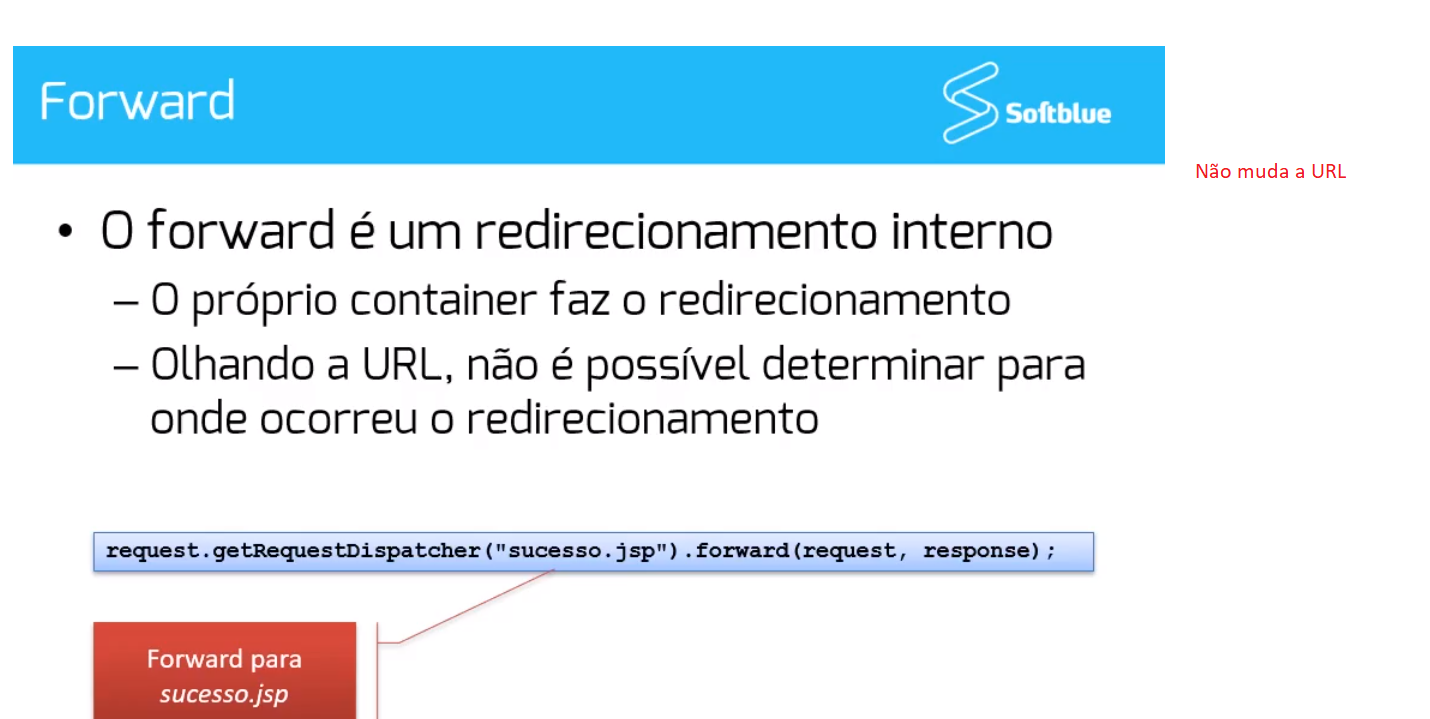 Forward
Softblue
Não muda a URL
• O forward é um redirecionamento interno
– O próprio container faz o redirecionamento
– Olhando a URL, não é possível determinar para
onde ocorreu o redirecionamento
request.getRequestDispatcher("sucesso.jsp").forward(request, response);
Forward para
sucesso.jsp